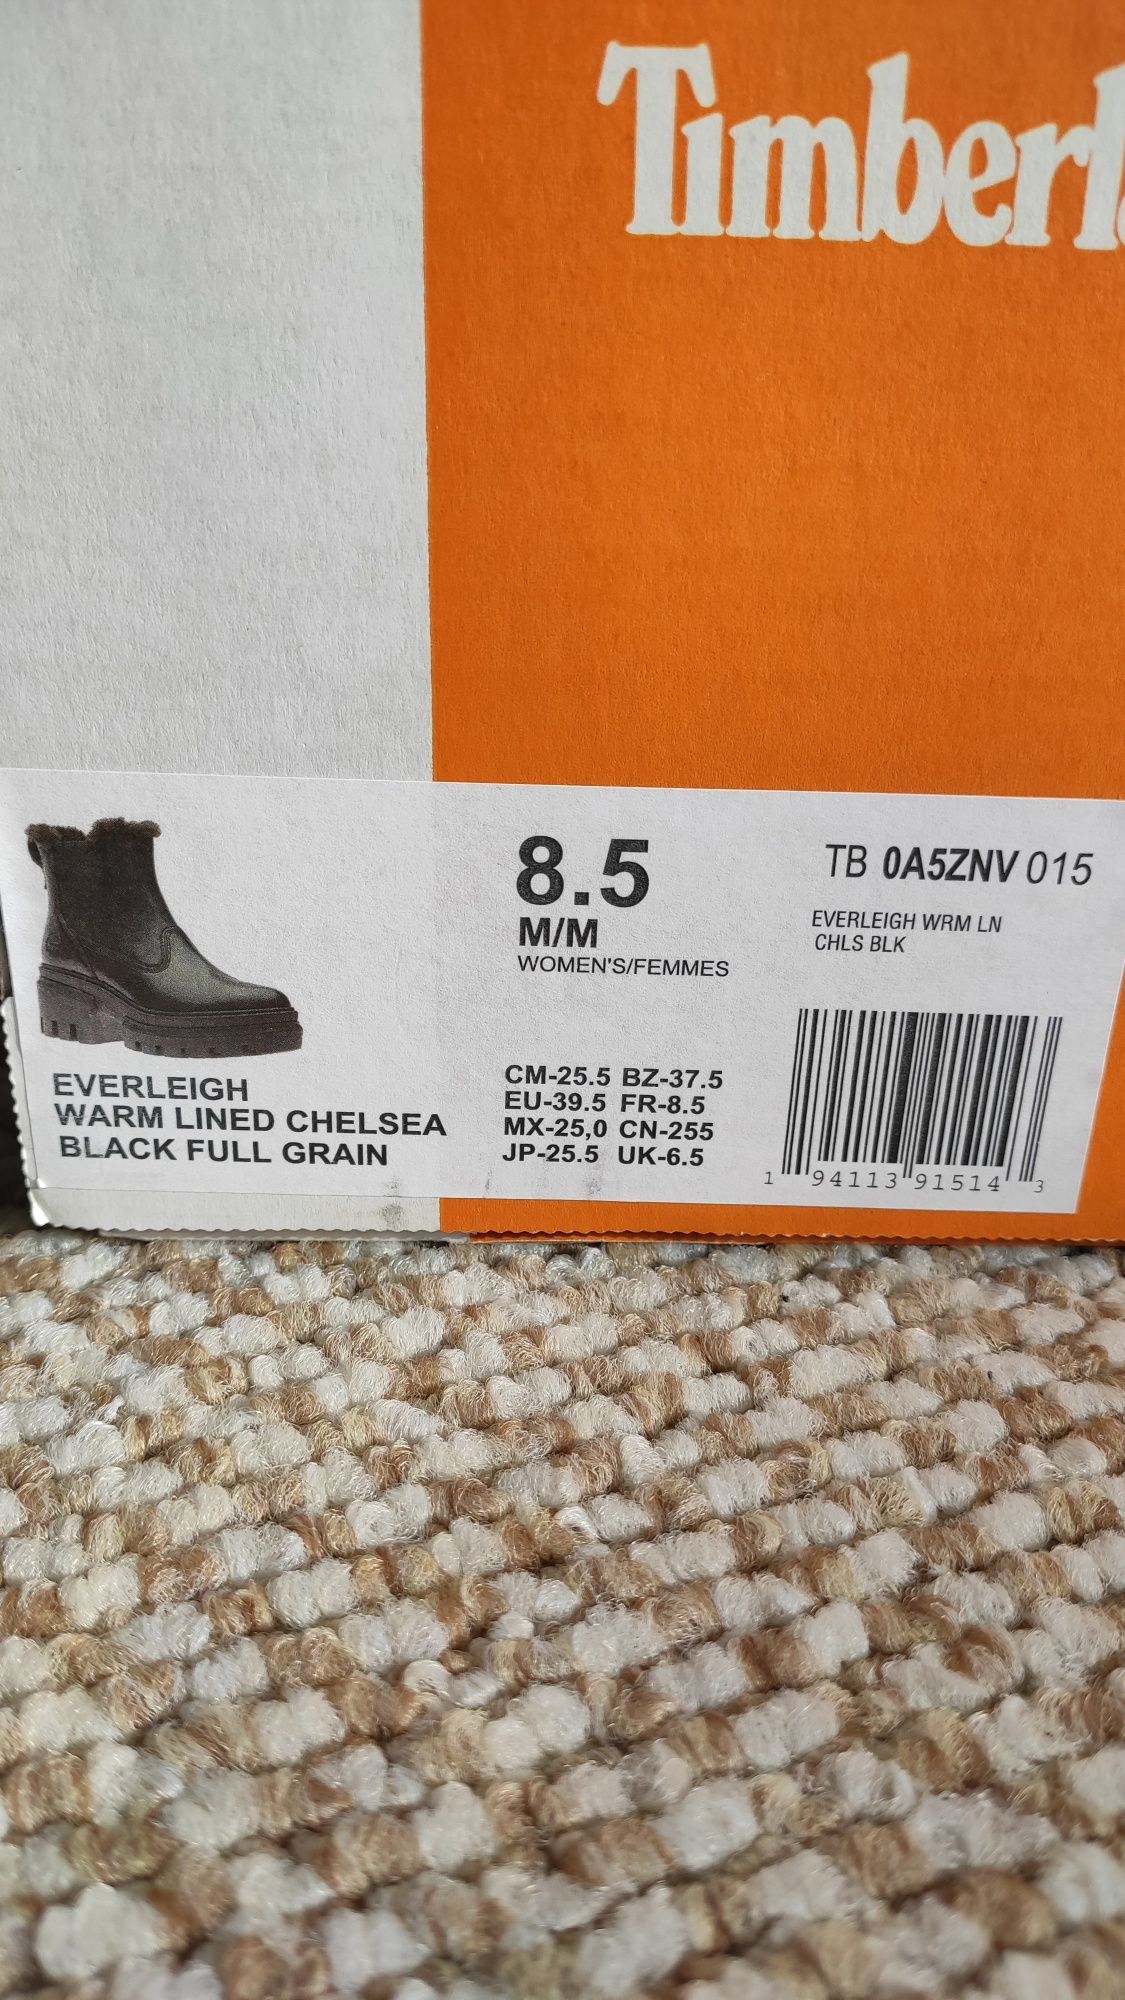 Timberl
8.5
M/M
WOMEN'S/FEMMES
TB 0A5ZNV 015
EVERLEIGH WRM LN
CHLS BLK
EVERLEIGH
WARM LINED CHELSEA
BLACK FULL GRAIN
CM-25.5 BZ-37.5
EU-39.5 FR-8.5
MX-25,0 CN-255
JP-25.5 UK-6.5
1 94113 91514 3